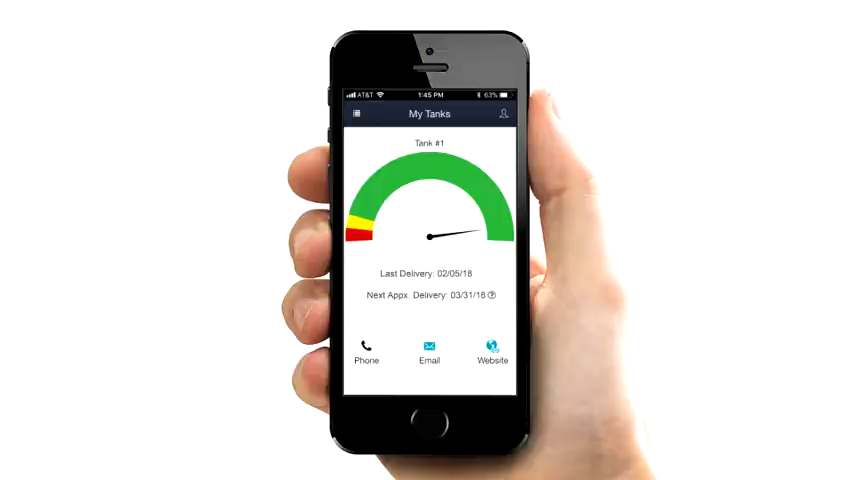 AT&T 1:45 PM 63%
My Tanks
Tank #1
Last Delivery: 02/05/18
Next Appx. Delivery: 03/31/18 ?
Phone Email Website